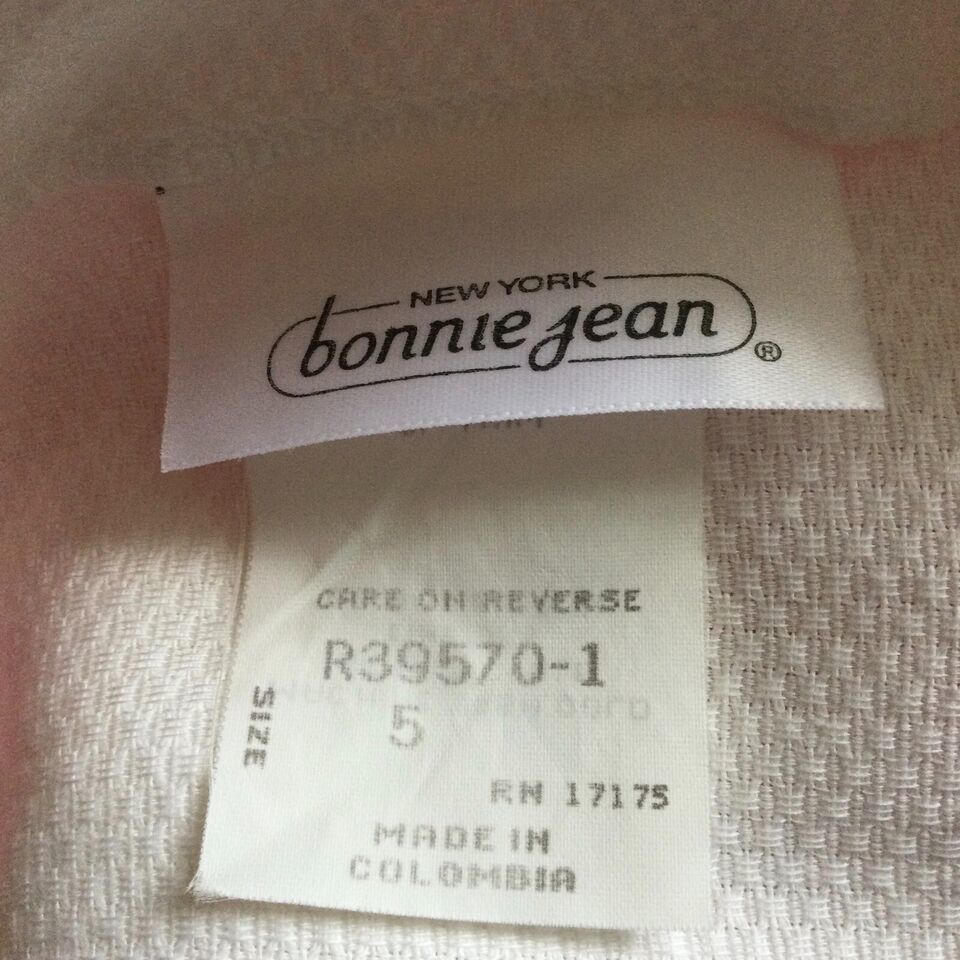 NEW YORK
bonnie jean
®
CARE ON REVERSE
R39570-1
SIZE
5
RN 17175
MADE IN
COLOMBIA